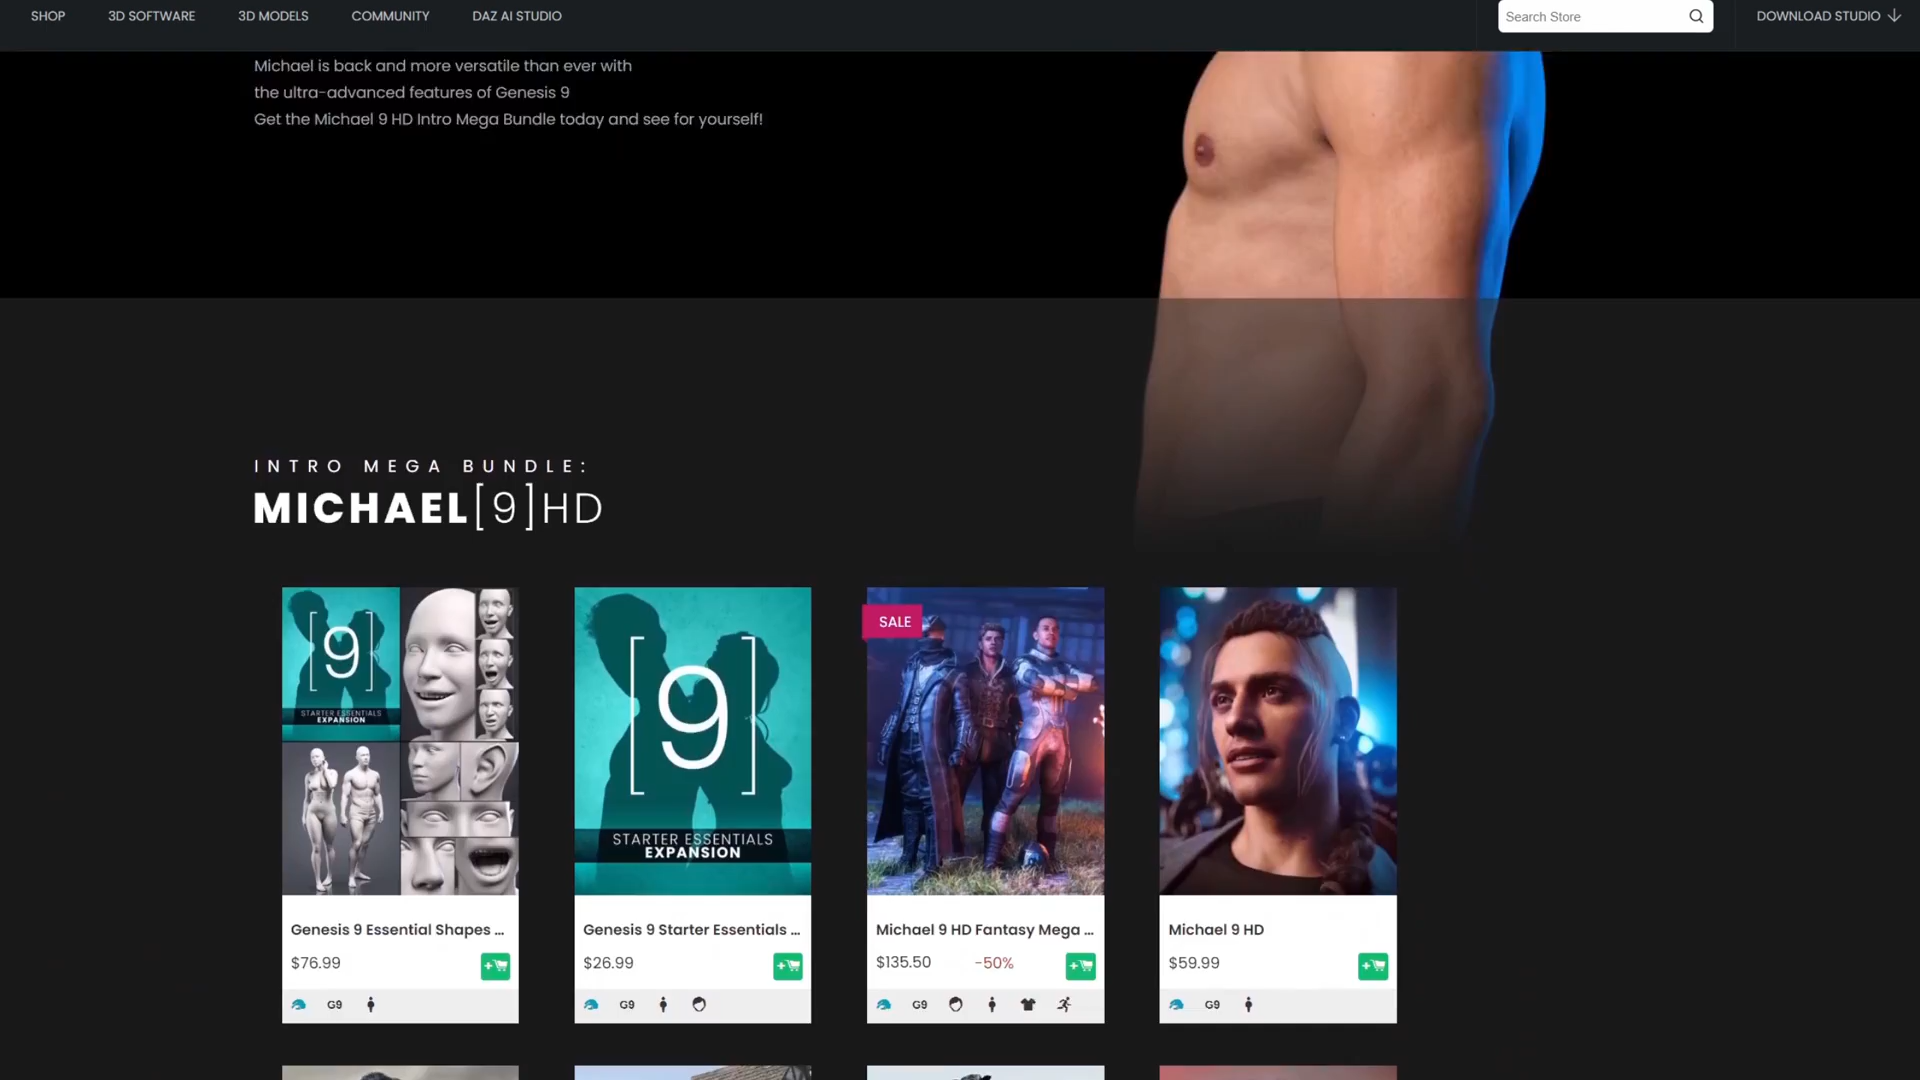 SHOP
3D SOFTWARE
3D MODELS
COMMUNITY
DAZ AI STUDIO
Search Store
DOWNLOAD STUDIO
Michael is back and more versatile than ever with
the ultra-advanced features of Genesis 9
Get the Michael 9 HD Intro Mega Bundle today and see for yourself!
INTRO MEGA BUNDLE:
MICHAEL[9]HD
[9]
STARTER ESSENTIALS
EXPANSION
Genesis 9 Essential Shapes ...
$76.99
G9
[9]
STARTER ESSENTIALS
EXPANSION
Genesis 9 Starter Essentials ...
$26.99
G9
SALE
Michael 9 HD Fantasy Mega ...
$135.50 -50%
G9
Michael 9 HD
$59.99
G9